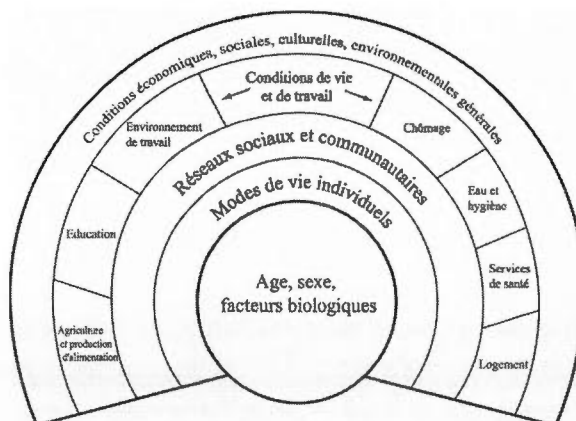 Conditions économiques, sociales, culturelles, environnementales générales
Conditions de vie
et de travail
Environnement
de travail
Chômage
Réseaux sociaux et communautaires
Eau et
hygiène
Modes de vie individuels
Education
Services
de santé
Age, sexe,
facteurs biologiques
Agriculture
et production
d'alimentation
Logement